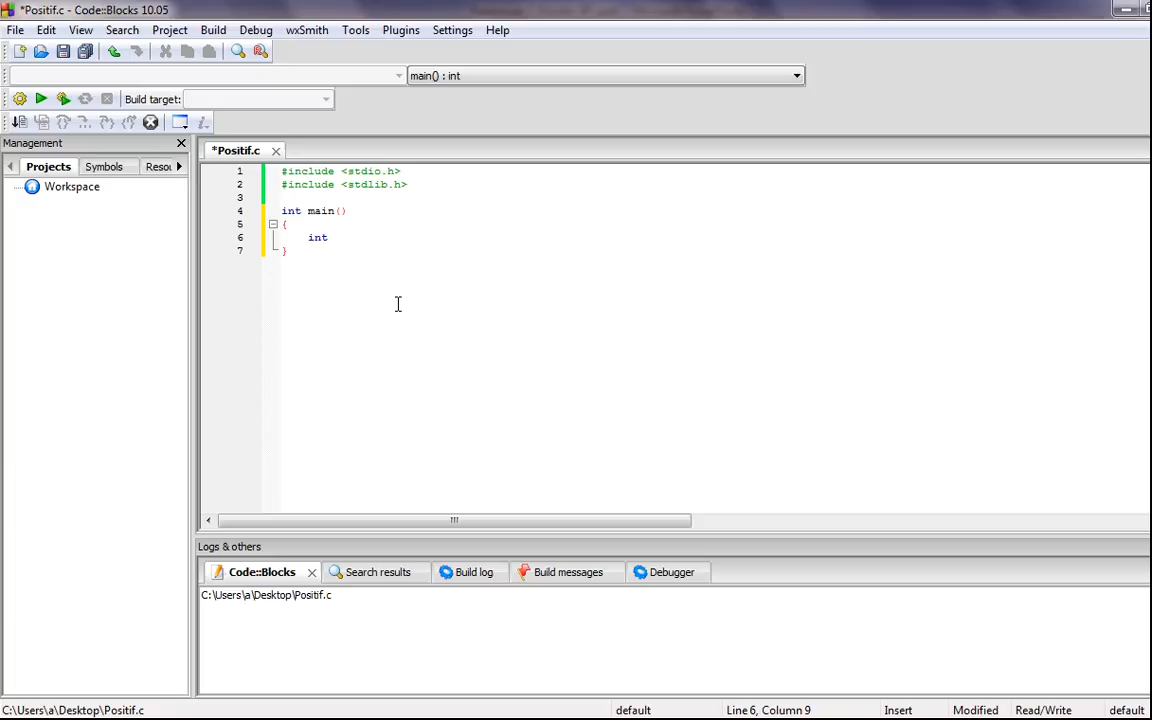 *Positif.c - Code::Blocks 10.05
File Edit View Search Project Build Debug wxSmith Tools Plugins Settings Help
main() : int
Build target:
Management
*Positif.c
Projects Symbols Resou
Workspace
1 #include <stdio.h>
2 #include <stdlib.h>
3
4 int main()
5 {
6 int
7 }
Logs & others
Code::Blocks Search results Build log Build messages Debugger
C:\Users\a\Desktop\Positif.c
C:\Users\a\Desktop\Positif.c default Line 6, Column 9 Insert Modified Read/Write default